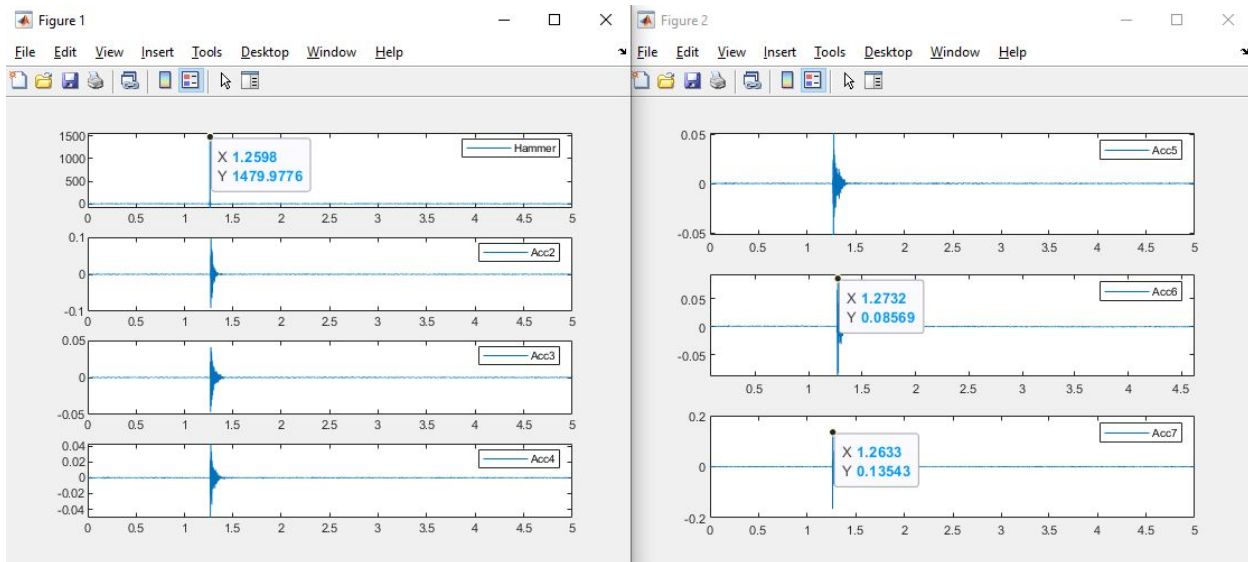 Figure 1
File Edit View Insert Tools Desktop Window Help
1500
1000
500
0
Hammer
X 1.2598
Y 1479.9776
0 0.5 1 1.5 2 2.5 3 3.5 4 4.5 5
0.1
0
-0.1
Acc2
0 0.5 1 1.5 2 2.5 3 3.5 4 4.5 5
0.05
0
-0.05
Acc3
0 0.5 1 1.5 2 2.5 3 3.5 4 4.5 5
0.04
0.02
0
-0.02
-0.04
Acc4
0 0.5 1 1.5 2 2.5 3 3.5 4 4.5 5
Figure 2
File Edit View Insert Tools Desktop Window Help
0.05
0
-0.05
Acc5
0 0.5 1 1.5 2 2.5 3 3.5 4 4.5 5
0.05
0
-0.05
Acc6
X 1.2732
Y 0.08569
0.5 1 1.5 2 2.5 3 3.5 4 4.5
0.2
0
-0.2
Acc7
X 1.2633
Y 0.13543
0 0.5 1 1.5 2 2.5 3 3.5 4 4.5 5